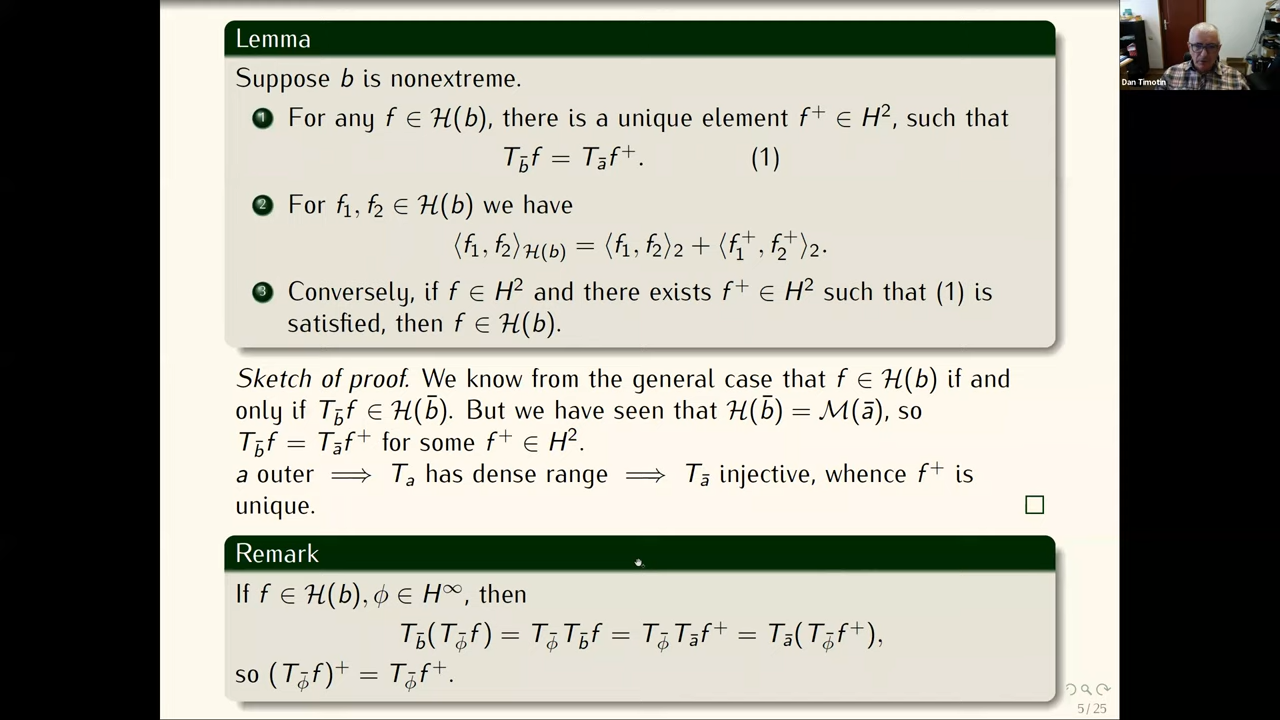 Lemma
Suppose b is nonextreme.
1 For any f ∈ ℋ(b), there is a unique element f⁺ ∈ H², such that
T_b̄ f = T_ā f⁺. (1)
2 For f₁, f₂ ∈ ℋ(b) we have
⟨f₁, f₂⟩_ℋ(b) = ⟨f₁, f₂⟩₂ + ⟨f₁⁺, f₂⁺⟩₂.
3 Conversely, if f ∈ H² and there exists f⁺ ∈ H² such that (1) is
satisfied, then f ∈ ℋ(b).
Sketch of proof. We know from the general case that f ∈ ℋ(b) if and
only if T_b̄ f ∈ ℋ(b̄). But we have seen that ℋ(b̄) = ℳ(ā), so
T_b̄ f = T_ā f⁺ for some f⁺ ∈ H².
a outer ⟹ T_a has dense range ⟹ T_ā injective, whence f⁺ is
unique. □
Remark
If f ∈ ℋ(b), ϕ ∈ H^∞, then
T_b̄(T_ϕ̄ f) = T_ϕ̄ T_b̄ f = T_ϕ̄ T_ā f⁺ = T_ā(T_ϕ̄ f⁺),
so (T_ϕ̄ f)⁺ = T_ϕ̄ f⁺.
5 / 25
Dan Timotin